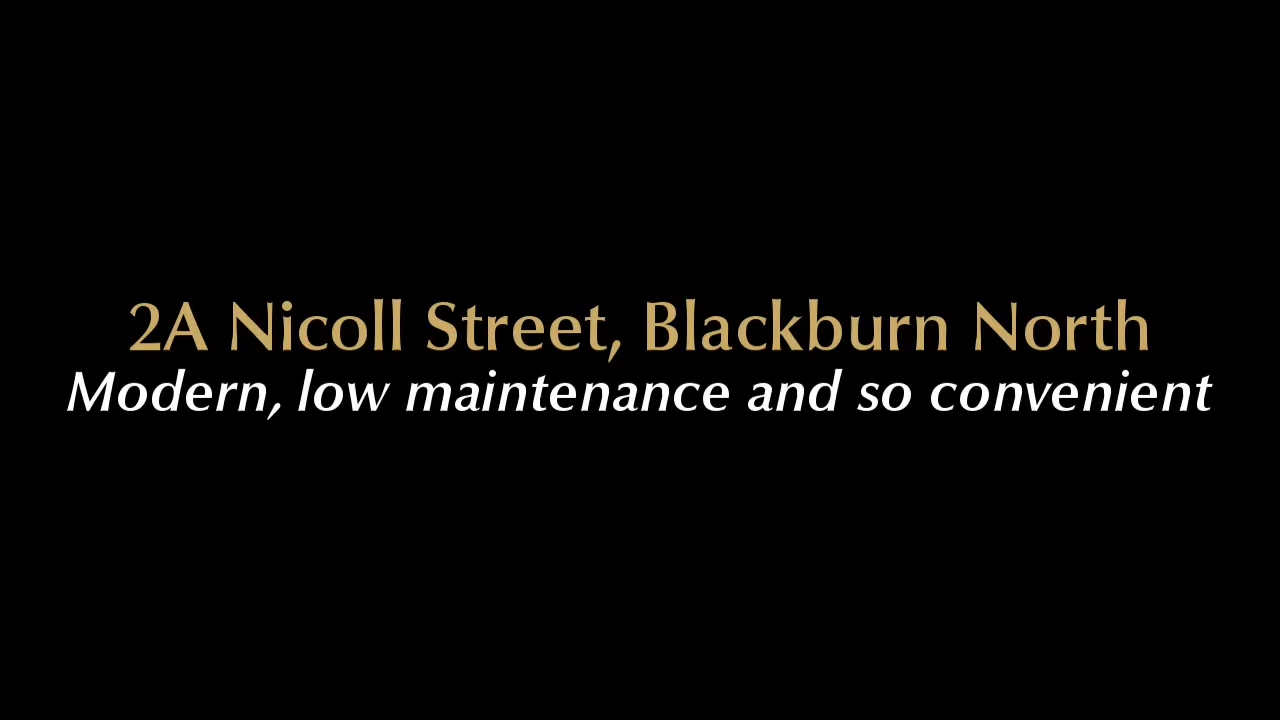 2A Nicoll Street, Blackburn North
Modern, low maintenance and so convenient